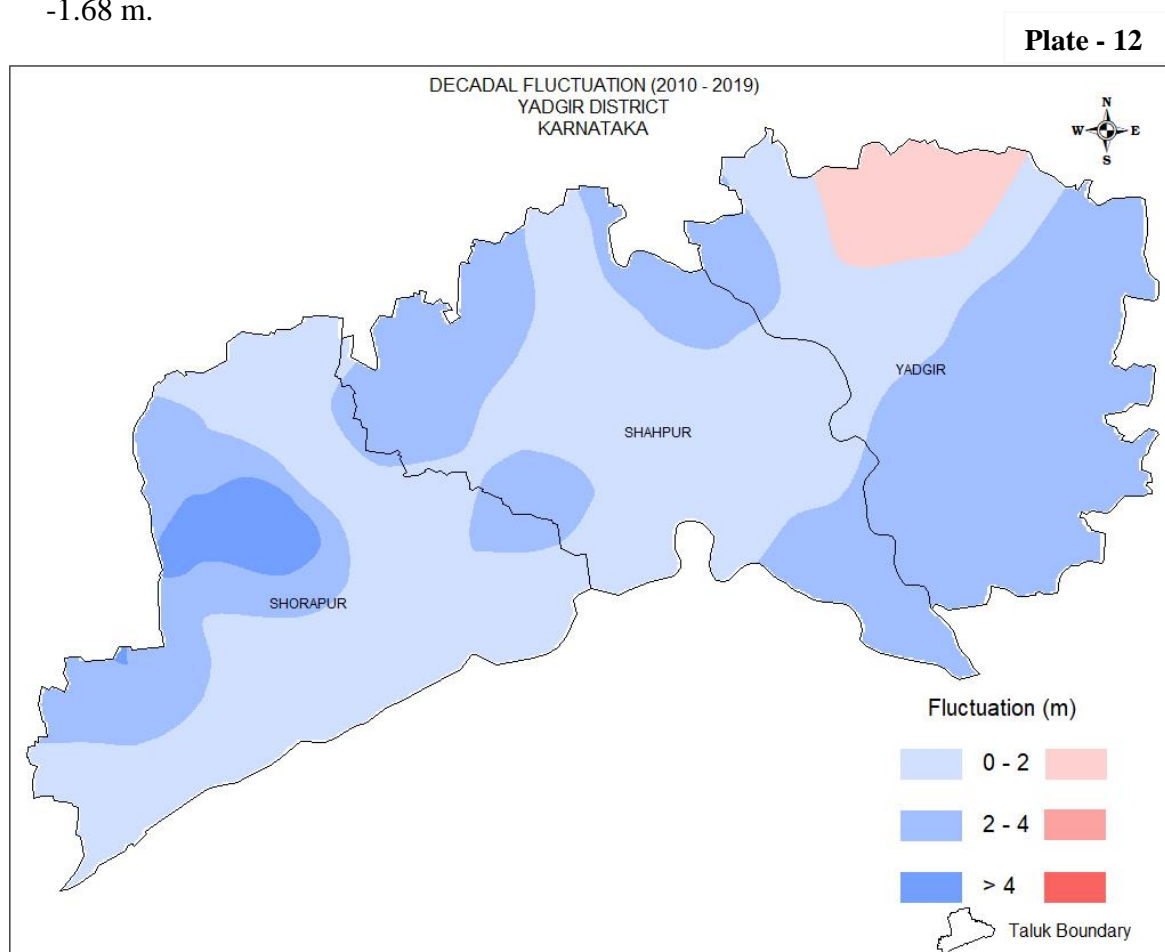 -1.68 m.
Plate - 12
DECADAL FLUCTUATION (2010 - 2019)
YADGIR DISTRICT
KARNATAKA
N
W E
S
YADGIR
SHAHPUR
SHORAPUR
Fluctuation (m)
0 - 2
2 - 4
> 4
Taluk Boundary